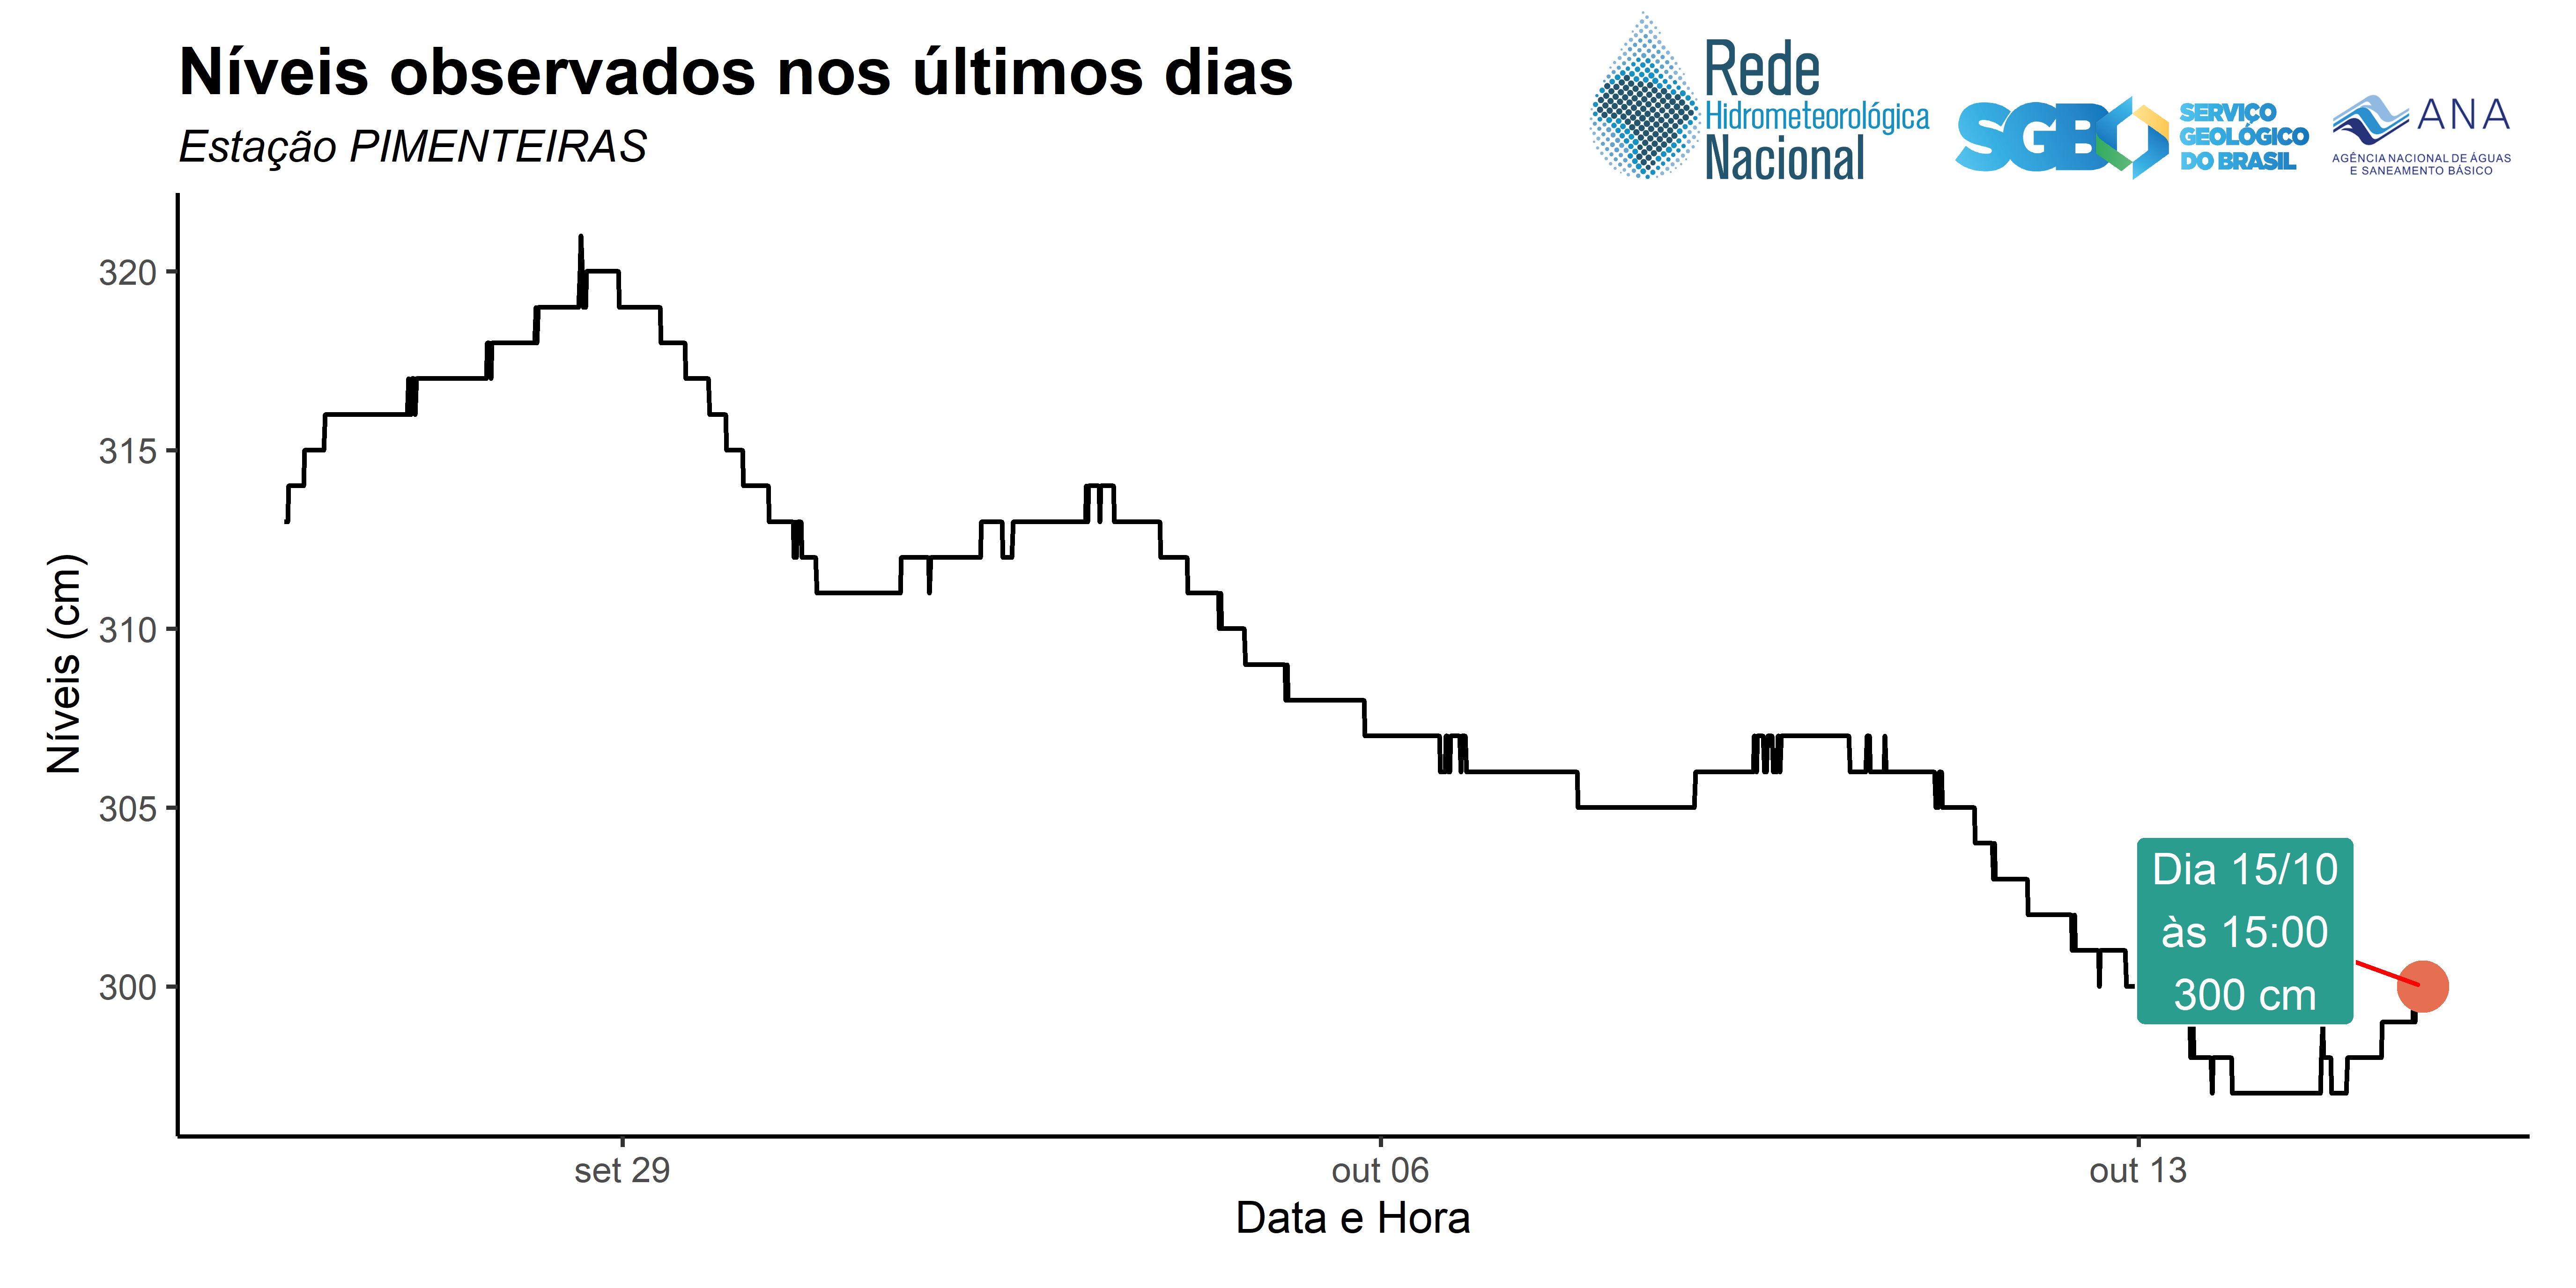 Níveis observados nos últimos dias
Estação PIMENTEIRAS
Rede
Hidrometeorológica
Nacional
SGB
SERVIÇO
GEOLÓGICO
DO BRASIL
ANA
AGÊNCIA NACIONAL DE ÁGUAS
E SANEAMENTO BÁSICO
Níveis (cm)
320
315
310
305
300
Dia 15/10
às 15:00
300 cm
set 29
out 06
out 13
Data e Hora